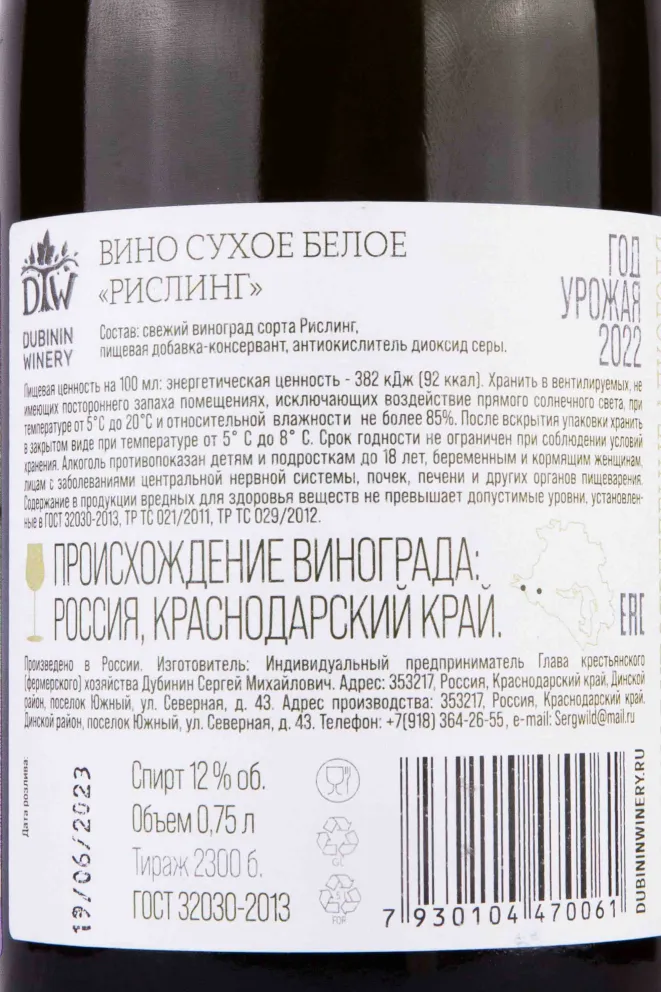 DW
DUBININ
WINERY
ВИНО СУХОЕ БЕЛОЕ
«РИСЛИНГ»
ГОД
УРОЖАЯ
2022
Состав: свежий виноград сорта Рислинг,
пищевая добавка-консервант, антиокислитель диоксид серы.
Пищевая ценность на 100 мл: энергетическая ценность - 382 кДж (92 ккал). Хранить в вентилируемых, не
имеющих постороннего запаха помещениях, исключающих воздействие прямого солнечного света, при
температуре от 5°С до 20°С и относительной влажности не более 85%. После вскрытия упаковки хранить
в закрытом виде при температуре от 5° С до 8° С. Срок годности не ограничен при соблюдении условий
хранения. Алкоголь противопоказан детям и подросткам до 18 лет, беременным и кормящим женщинам,
лицам с заболеваниями центральной нервной системы, почек, печени и других органов пищеварения.
Содержание в продукции вредных для здоровья веществ не превышает допустимые уровни, установлен-
ные в ГОСТ 32030-2013, ТР ТС 021/2011, ТР ТС 029/2012.
ПРОИСХОЖДЕНИЕ ВИНОГРАДА:
РОССИЯ, КРАСНОДАРСКИЙ КРАЙ.
EAC
Произведено в России. Изготовитель: Индивидуальный предприниматель Глава крестьянского
(фермерского) хозяйства Дубинин Сергей Михайлович. Адрес: 353217, Россия, Краснодарский край, Динской
район, поселок Южный, ул. Северная, д. 43. Адрес производства: 353217, Россия, Краснодарский край,
Динской район, поселок Южный, ул. Северная, д. 43. Телефон: +7(918) 364-26-55, e-mail: Sergwild@mail.ru
Дата розлива:
19/06/2023
Спирт 12 % об.
Объем 0,75 л
Тираж 2300 б.
ГОСТ 32030-2013
GL
FOR
7 930104 470061
DUBININWINERY.RU